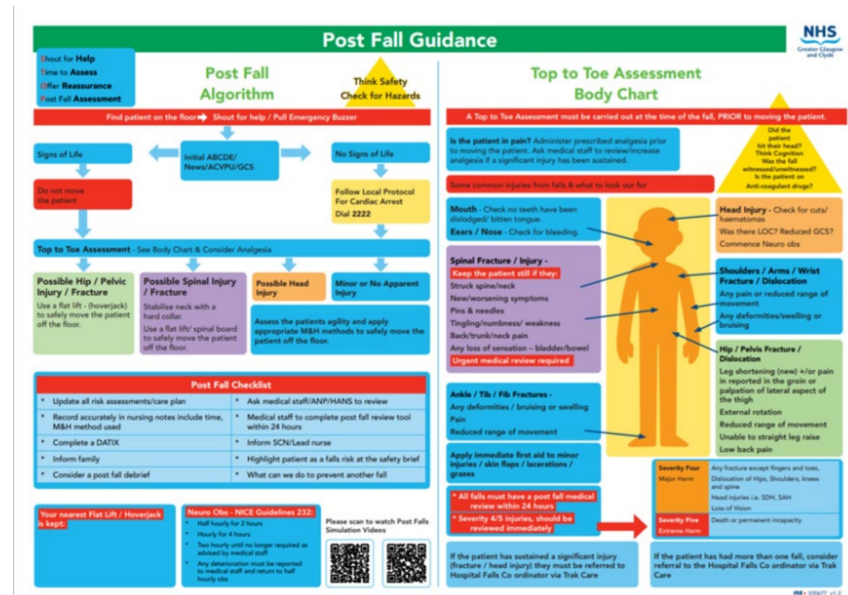 Post Fall Guidance
NHS
Greater Glasgow
and Clyde
Shout for Help
Time to Assess
Offer Reassurance
Post Fall Assessment
Post Fall
Algorithm
Think Safety
Check for Hazards
Find patient on the floor Shout for help / Pull Emergency Buzzer
Signs of Life
Initial ABCDE/
News/ACVPU/GCS
No Signs of Life
Do not move
the patient
Follow Local Protocol
For Cardiac Arrest
Dial 2222
Top to Toe Assessment - See Body Chart & Consider Analgesia
Possible Hip / Pelvic
Injury / Fracture
Use a flat lift - (hoverjack)
to safely move the patient
off the floor.
Possible Spinal Injury
/ Fracture
Stabilise neck with a
hard collar.
Use a flat lift/ spinal board
to safely move the patient
off the floor.
Possible Head
Injury
Minor or No Apparent
Injury
Assess the patients agility and apply
appropriate M&H methods to safely move the
patient off the floor.
Post Fall Checklist
* Update all risk assessments/care plan
* Ask medical staff/ANP/HANS to review
* Record accurately in nursing notes include time,
M&H method used
* Medical staff to complete post fall review tool
within 24 hours
* Complete a DATIX
* Inform SCN/Lead nurse
* Inform family
* Highlight patient as a falls risk at the safety brief
* Consider a post fall debrief
* What can we do to prevent another fall
Your nearest Flat Lift / Hoverjack
is kept:
Neuro Obs - NICE Guidelines 232:
* Half hourly for 2 hours
* Hourly for 4 hours
* Two hourly until no longer required as
advised by medical staff
* Any deterioration must be reported
to medical staff and return to half
hourly obs
Please scan to watch Post Falls
Simulation Videos
Top to Toe Assessment
Body Chart
A Top to Toe Assessment must be carried out at the time of the fall, PRIOR to moving the patient.
Is the patient in pain? Administer prescribed analgesia prior
to moving the patient. Ask medical staff to review/increase
analgesia if a significant injury has been sustained.
Did the
patient
hit their head?
Think Cognition
Was the fall
witnessed/unwitnessed?
Is the patient on
Anti-coagulant drugs?
Some common injuries from falls & what to look our for
Mouth - Check no teeth have been
dislodged/ bitten tongue.
Ears / Nose - Check for bleeding.
Head Injury - Check for cuts/
haematomas
Was there LOC? Reduced GCS?
Commence Neuro obs
Spinal Fracture / Injury -
Keep the patient still if they:
Struck spine/neck
New/worsening symptoms
Pins & needles
Tingling/numbness/ weakness
Back/trunk/neck pain
Any loss of sensation – bladder/bowel
Urgent medical review required
Shoulders / Arms / Wrist
Fracture / Dislocation
Any pain or reduced range of
movement
Any deformities/swelling or
bruising
Hip / Pelvis Fracture /
Dislocation
Leg shortening (new) +/or pain
in reported in the groin or
palpation of lateral aspect of
the thigh
External rotation
Reduced range of movement
Unable to straight leg raise
Low back pain
Ankle / Tib / Fib Fractures -
Any deformities / bruising or swelling
Pain
Reduced range of movement
Apply immediate first aid to minor
injuries / skin flaps / lacerations /
grazes
* All falls must have a post fall medical
review within 24 hours
* Severity 4/5 injuries, should be
reviewed immediately
Severity Four
Major Harm
Any fracture except fingers and toes,
Dislocation of Hips, Shoulders, knees
and spine
Head injuries i.e. SDH, SAH
Loss of Vision
Severity Five
Extreme Harm
Death or permanent incapacity
If the patient has sustained a significant injury
(fracture / head injury) they must be referred to
Hospital Falls Co ordinator via Trak Care
If the patient has had more than one fall, consider
referral to the Hospital Falls Co ordinator via Trak
Care